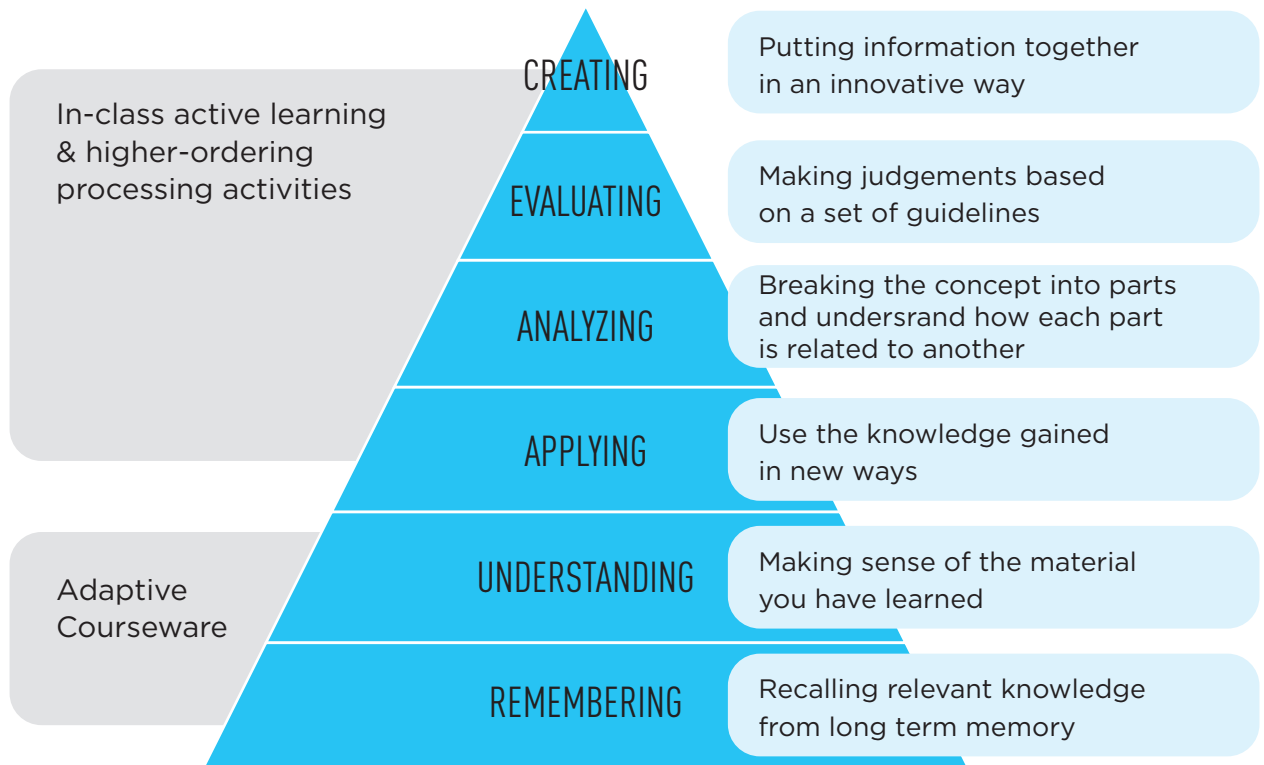 CREATING
Putting information together
in an innovative way
In-class active learning
& higher-ordering
processing activities
EVALUATING
Making judgements based
on a set of guidelines
ANALYZING
Breaking the concept into parts
and undersrand how each part
is related to another
APPLYING
Use the knowledge gained
in new ways
Adaptive
Courseware
UNDERSTANDING
Making sense of the material
you have learned
REMEMBERING
Recalling relevant knowledge
from long term memory